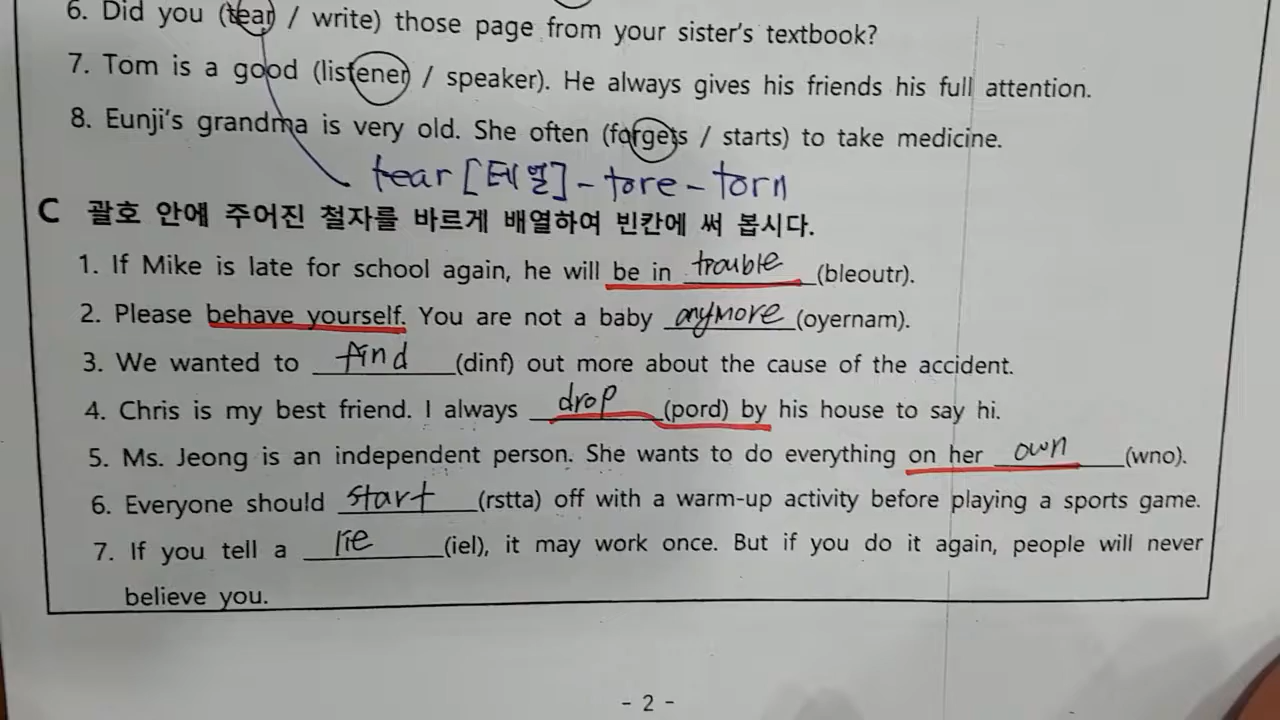 6. Did you (tear / write) those page from your sister's textbook?
7. Tom is a good (listener / speaker). He always gives his friends his full attention.
8. Eunji's grandma is very old. She often (forgets / starts) to take medicine.
tear [테얼] - tore - torn
C 괄호 안에 주어진 철자를 바르게 배열하여 빈칸에 써 봅시다.
1. If Mike is late for school again, he will be in trouble (bleoutr).
2. Please behave yourself. You are not a baby anymore (oyernam).
3. We wanted to find (dinf) out more about the cause of the accident.
4. Chris is my best friend. I always drop (pord) by his house to say hi.
5. Ms. Jeong is an independent person. She wants to do everything on her own (wno).
6. Everyone should start (rstta) off with a warm-up activity before playing a sports game.
7. If you tell a lie (iel), it may work once. But if you do it again, people will never
believe you.
- 2 -